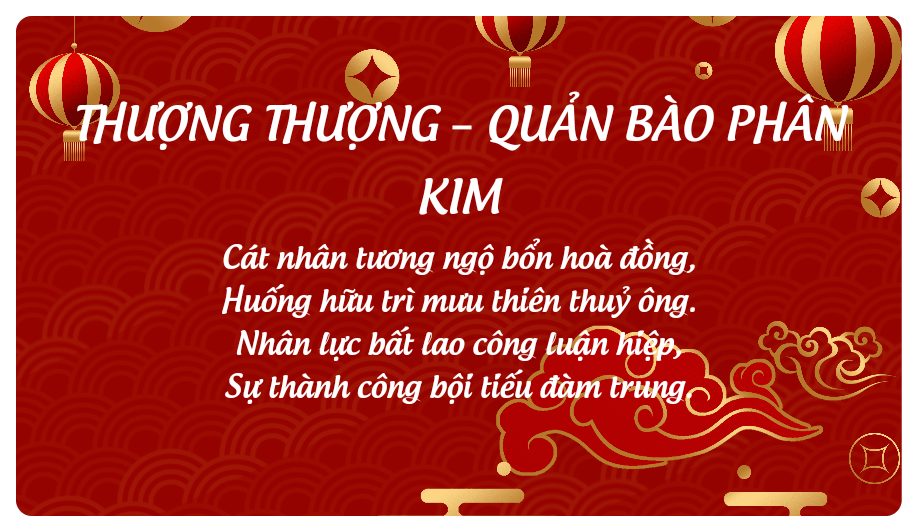 THƯỢNG THƯỢNG – QUẢN BÀO PHÂN
KIM
Cát nhân tương ngộ bổn hoà đồng,
Huống hữu trì mưu thiên thuỷ ông.
Nhân lực bất lao công luận hiệp,
Sự thành công bội tiếu đàm trung.